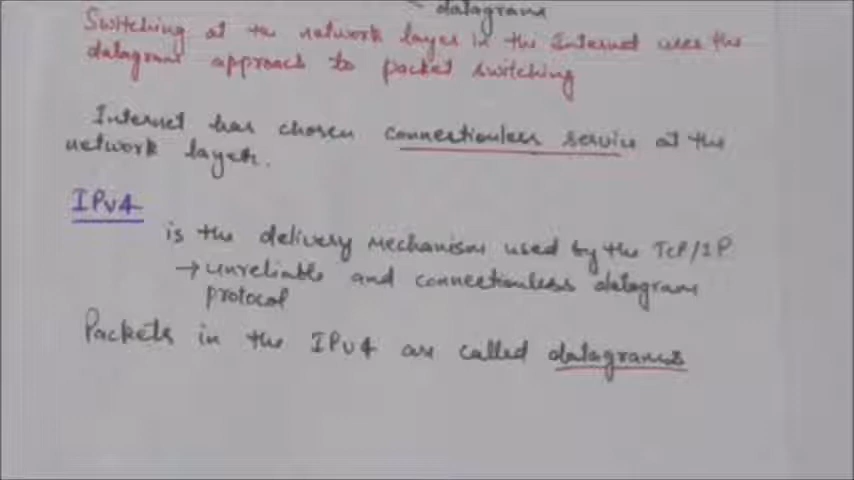 datagrams
Switching at the network layer in the Internet uses the
datagram approach to packet switching
Internet has chosen connectionless service at the
network layer.
IPv4
is the delivery mechanism used by the TCP/IP
→ unreliable and connectionless datagram
protocol
Packets in the IPv4 are called datagrams